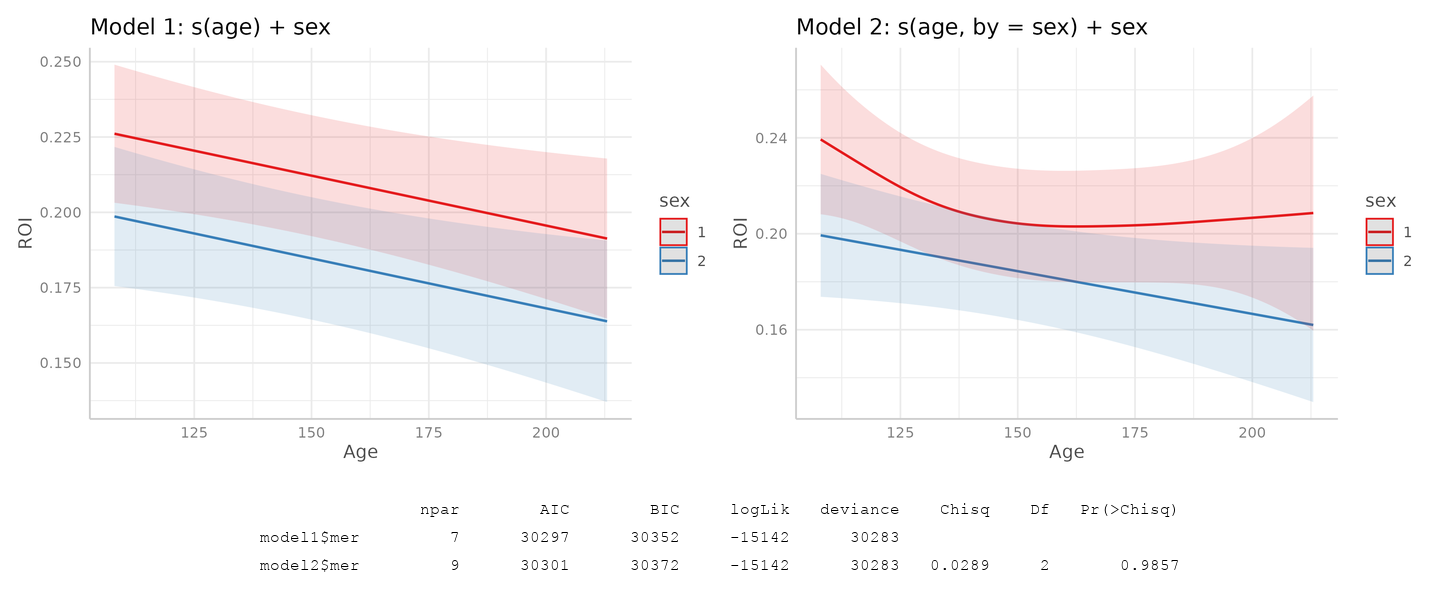 Model 1: s(age) + sex
0.250
0.225
0.200
0.175
0.150
ROI
125 150 175 200
Age
sex
1
2
Model 2: s(age, by = sex) + sex
0.24
0.20
0.16
ROI
125 150 175 200
Age
sex
1
2
npar AIC BIC logLik deviance Chisq Df Pr(>Chisq)
model1$mer 7 30297 30352 -15142 30283
model2$mer 9 30301 30372 -15142 30283 0.0289 2 0.9857